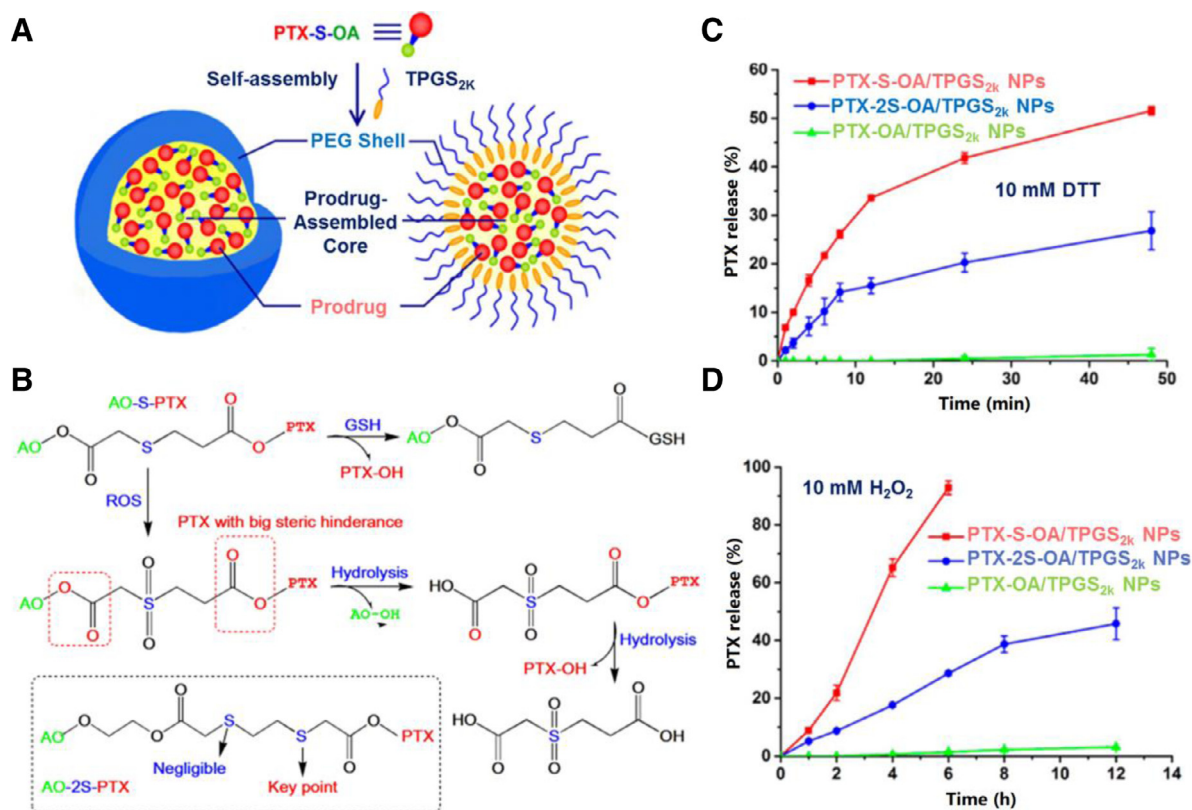 A
PTX-S-OA
Self-assembly
TPGS2K
PEG Shell
Prodrug-
Assembled
Core
Prodrug
B
AO-S-PTX
AO
O
O
S
O
O
PTX
GSH
PTX-OH
AO
O
O
S
O
GSH
ROS
PTX with big steric hinderance
AO
O
O
S
O
O
O
O
PTX
Hydrolysis
AO-OH
HO
O
S
O
O
O
O
PTX
Hydrolysis
PTX-OH
HO
O
S
O
O
O
OH
AO
O
O
O
S
S
O
O
PTX
Negligible
Key point
AO-2S-PTX
C
PTX release (%)
60
50
40
30
20
10
0
PTX-S-OA/TPGS2k NPs
PTX-2S-OA/TPGS2k NPs
PTX-OA/TPGS2k NPs
10 mM DTT
0 10 20 30 40 50
Time (min)
D
PTX release (%)
100
80
60
40
20
0
10 mM H2O2
PTX-S-OA/TPGS2k NPs
PTX-2S-OA/TPGS2k NPs
PTX-OA/TPGS2k NPs
0 2 4 6 8 10 12 14
Time (h)